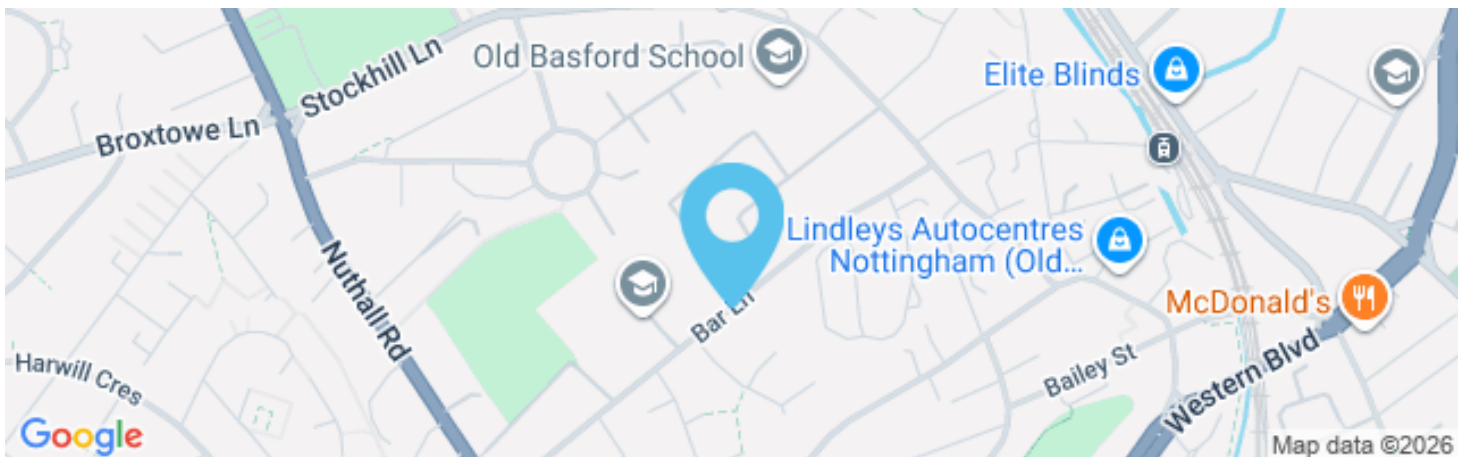 Old Basford School
Elite Blinds
Stockhill Ln
Broxtowe Ln
Lindleys Autocentres
Nottingham (Old...
Nuthall Rd
McDonald's
Bar Ln
Western Blvd
Bailey St
Harwill Cres
Google
Map data ©2026